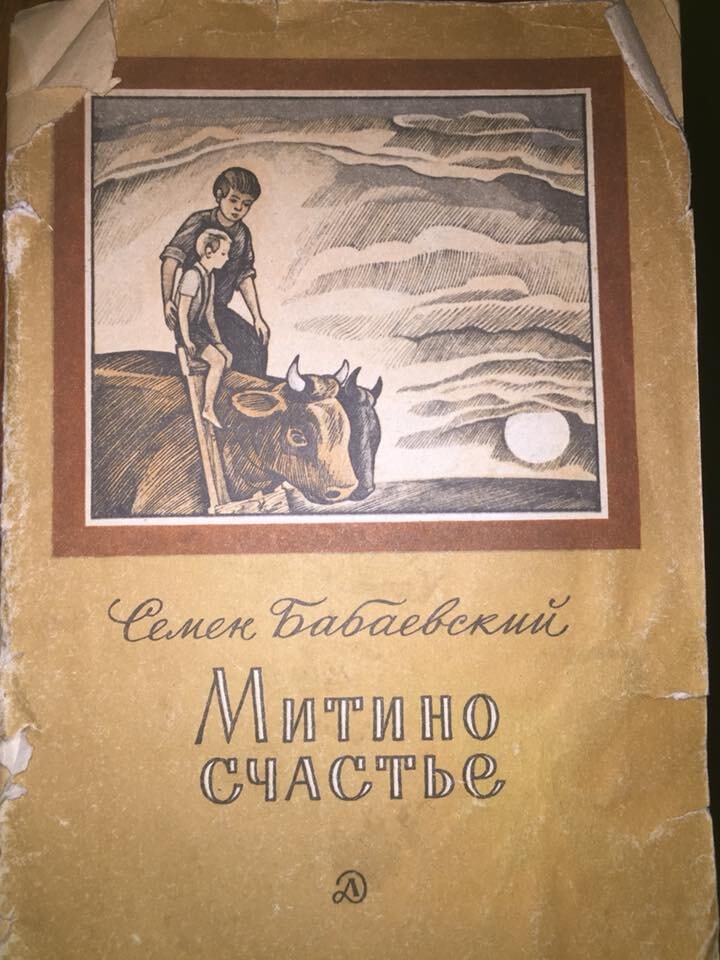 Семен Бабаевский
Митино
счастье
Д